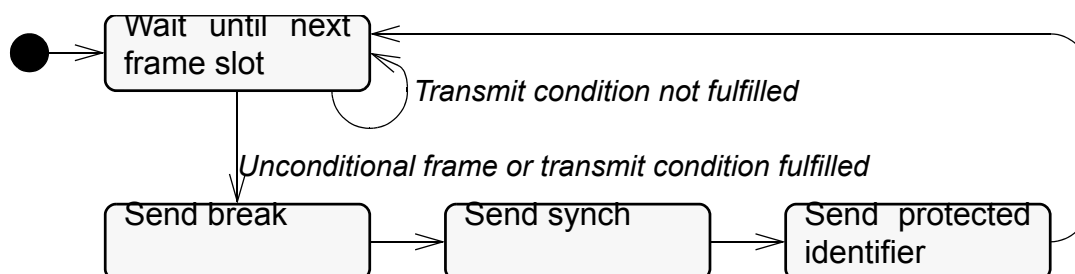 Wait until next
frame slot
Transmit condition not fulfilled
Unconditional frame or transmit condition fulfilled
Send break
Send synch
Send protected
identifier